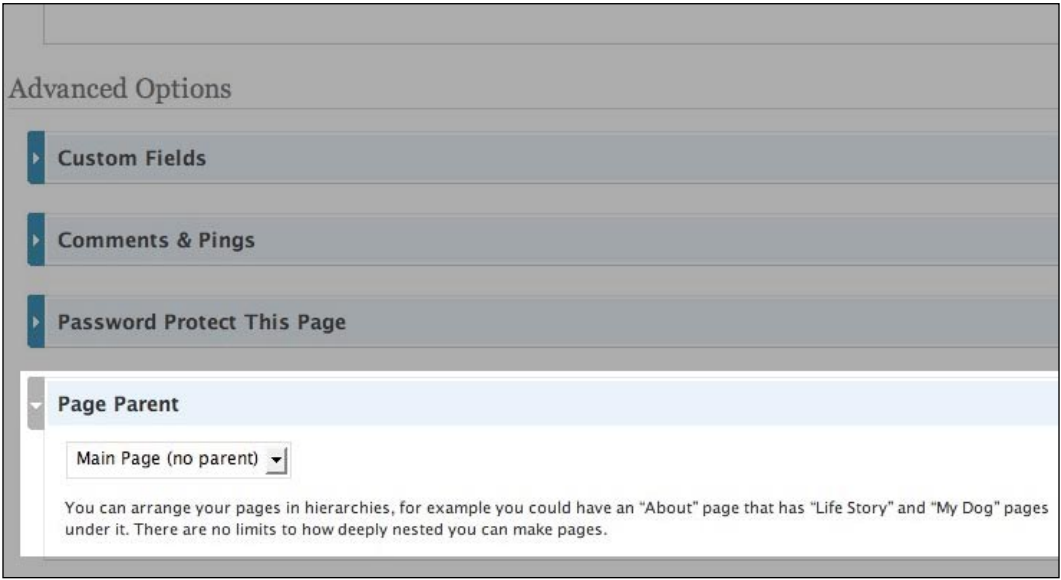 Advanced Options
Custom Fields
Comments & Pings
Password Protect This Page
Page Parent
Main Page (no parent)
You can arrange your pages in hierarchies, for example you could have an “About” page that has “Life Story” and “My Dog” pages
under it. There are no limits to how deeply nested you can make pages.